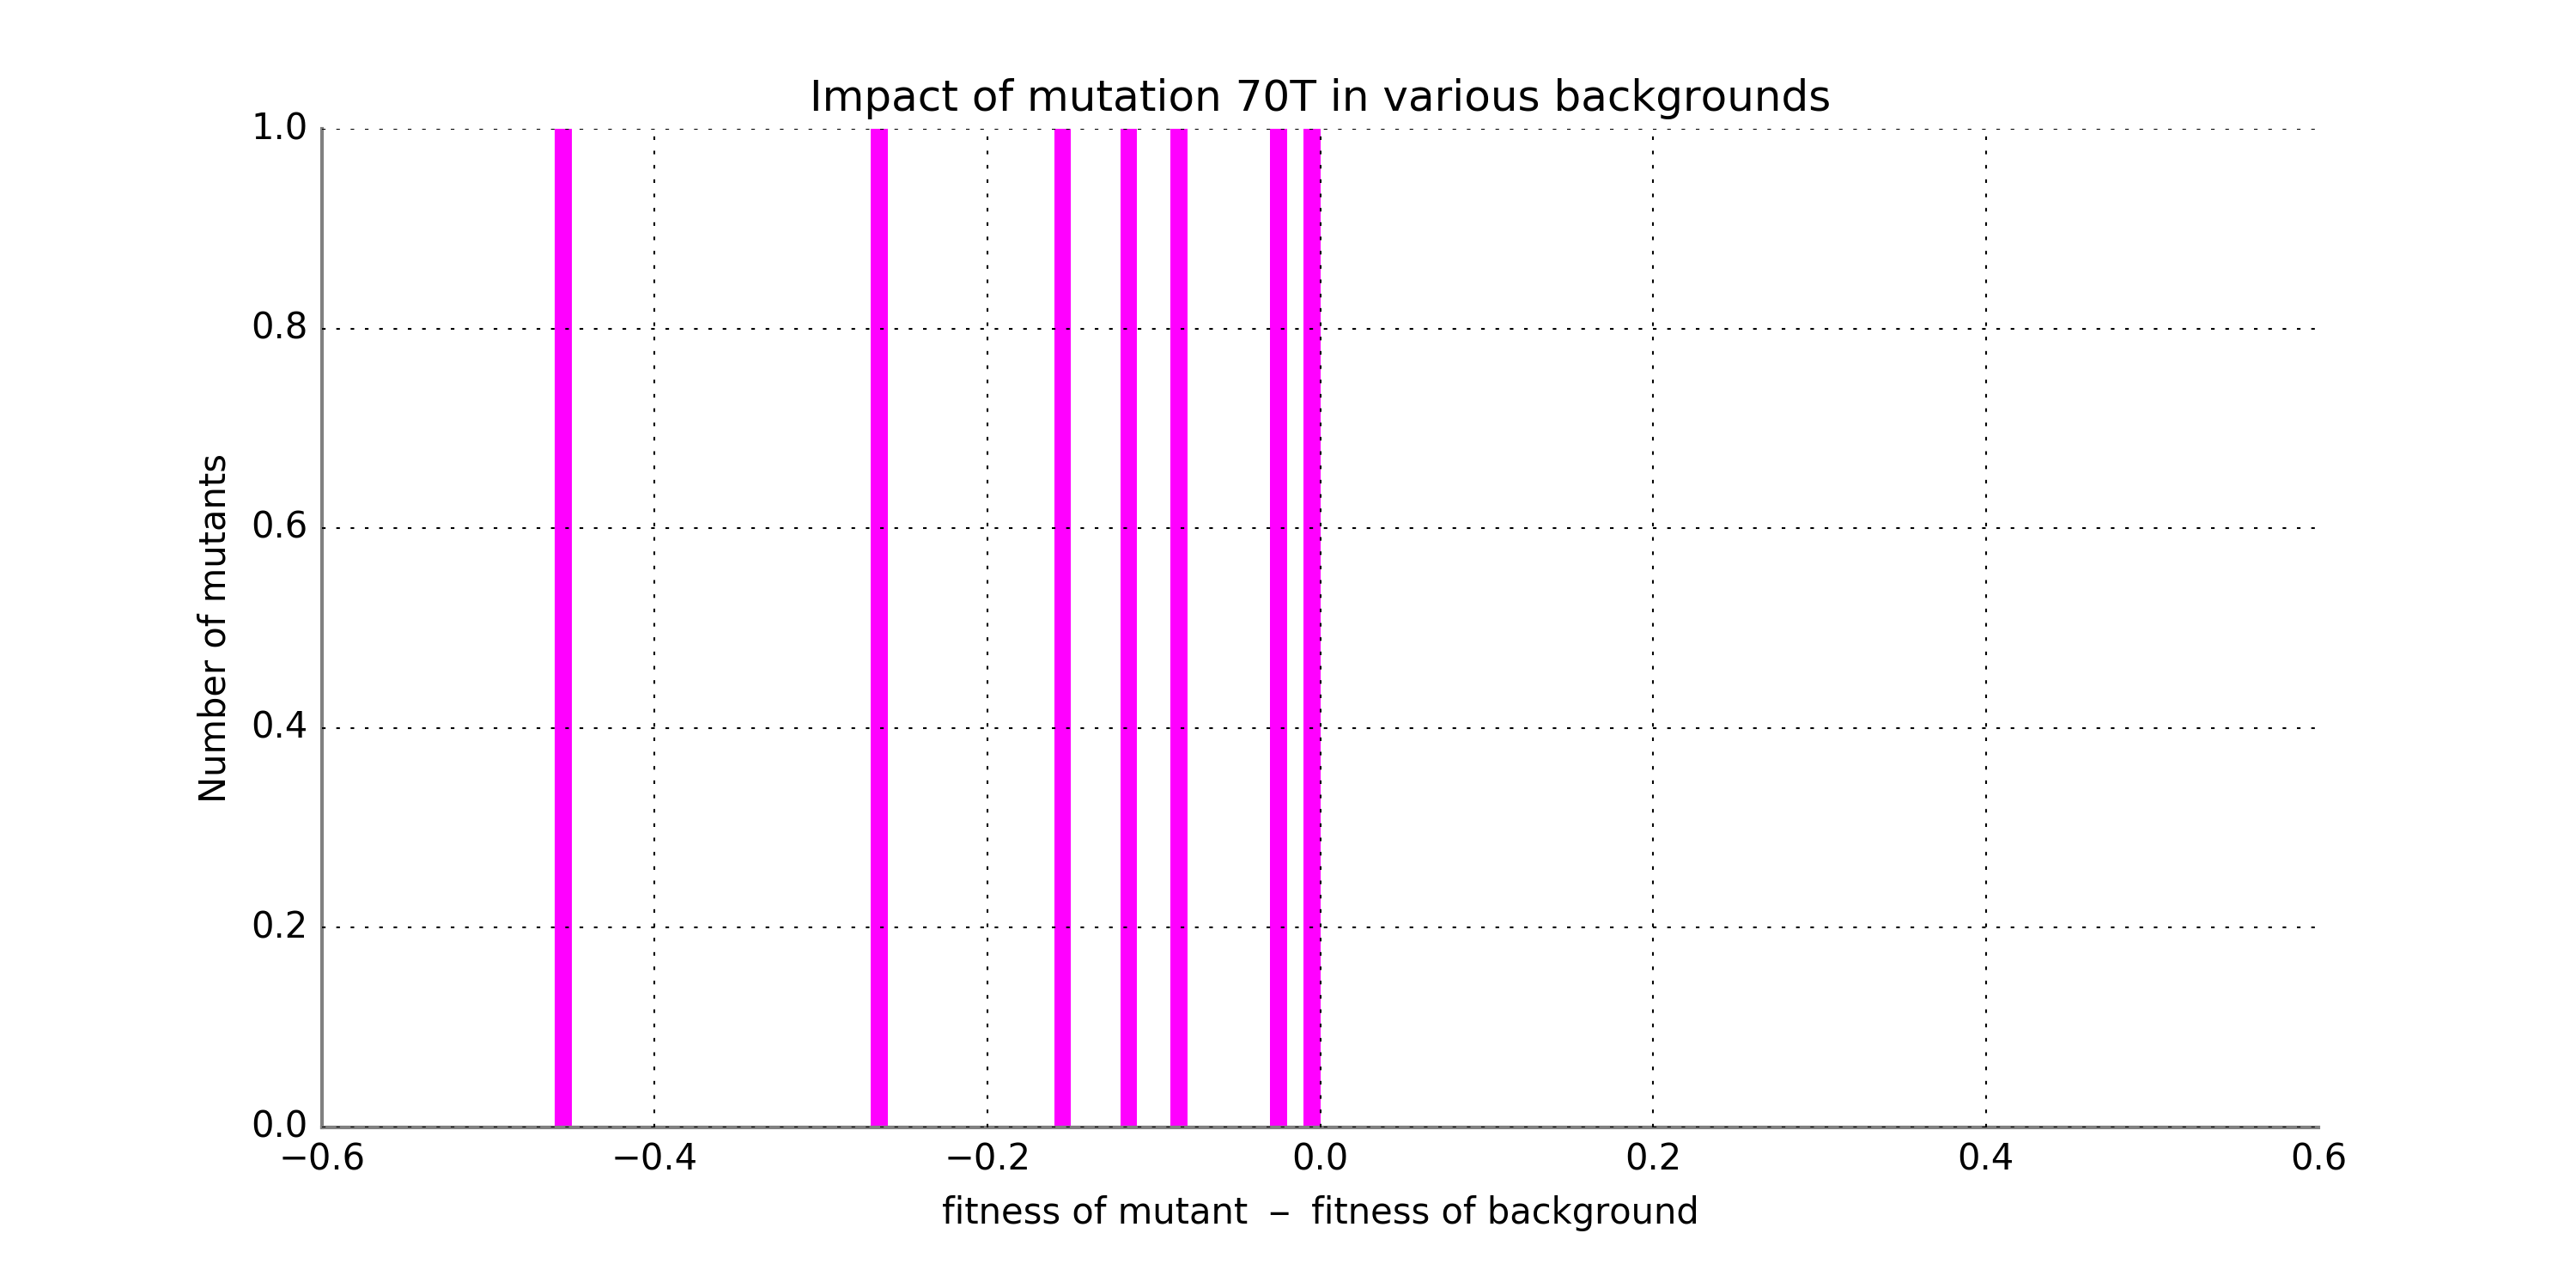 Impact of mutation 70T in various backgrounds
1.0
0.8
0.6
0.4
0.2
0.0
Number of mutants
−0.6 −0.4 −0.2 0.0 0.2 0.4 0.6
fitness of mutant − fitness of background